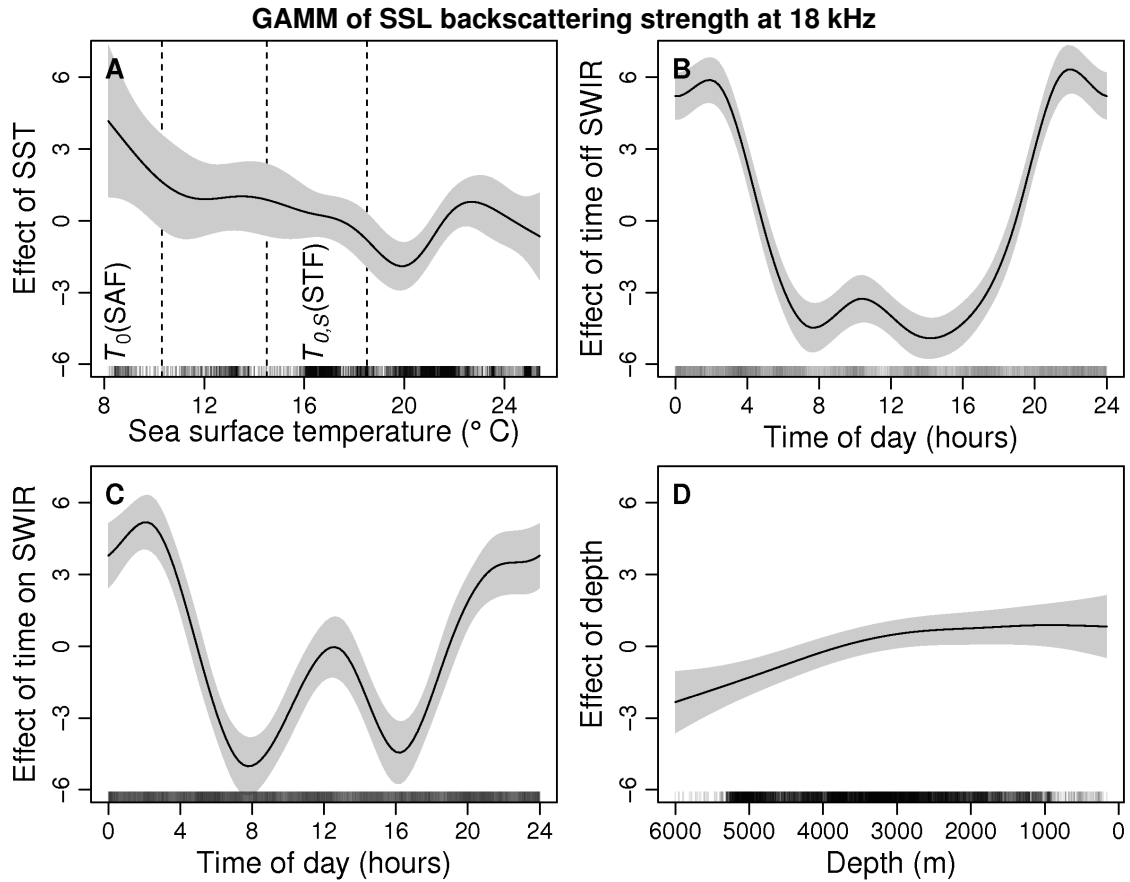 GAMM of SSL backscattering strength at 18 kHz
A
Effect of SST
6
3
0
−3
−6
T0(SAF)
T0,S(STF)
8 12 16 20 24
Sea surface temperature (° C)
B
Effect of time off SWIR
6
3
0
−3
−6
0 4 8 12 16 20 24
Time of day (hours)
C
Effect of time on SWIR
6
3
0
−3
−6
0 4 8 12 16 20 24
Time of day (hours)
D
Effect of depth
6
3
0
−3
−6
6000 5000 4000 3000 2000 1000 0
Depth (m)